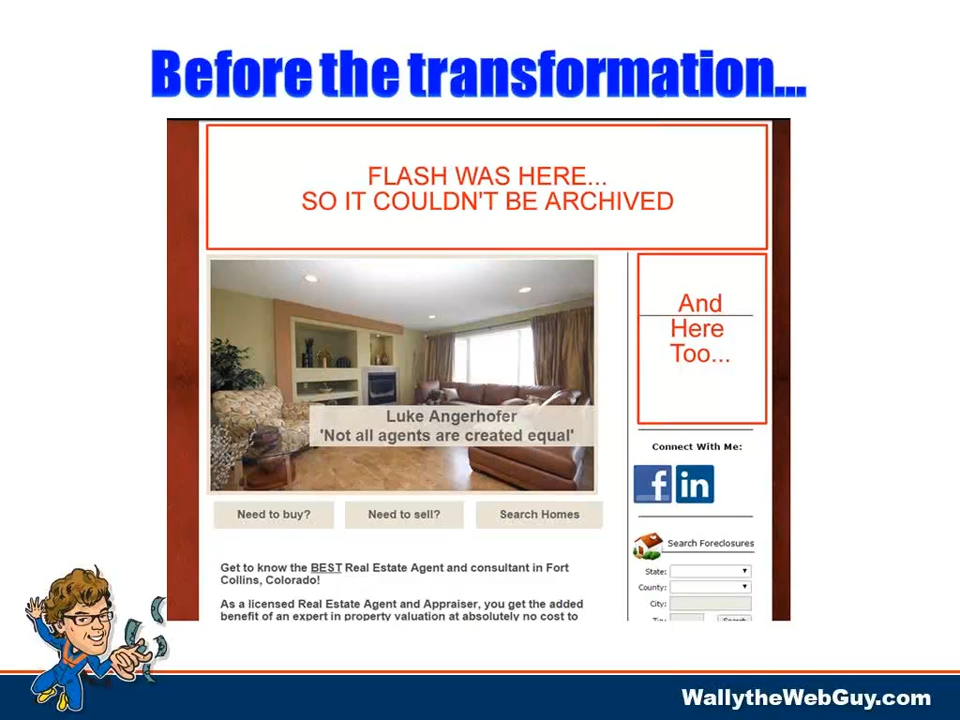 Before the transformation...
FLASH WAS HERE...
SO IT COULDN'T BE ARCHIVED
And
Here
Too...
Luke Angerhofer
'Not all agents are created equal'
Connect With Me:
f in
Need to buy? Need to sell? Search Homes
Search Foreclosures
State:
County:
City:
Get to know the BEST Real Estate Agent and consultant in Fort
Collins, Colorado!
As a licensed Real Estate Agent and Appraiser, you get the added
benefit of an expert in property valuation at absolutely no cost to
WallytheWebGuy.com